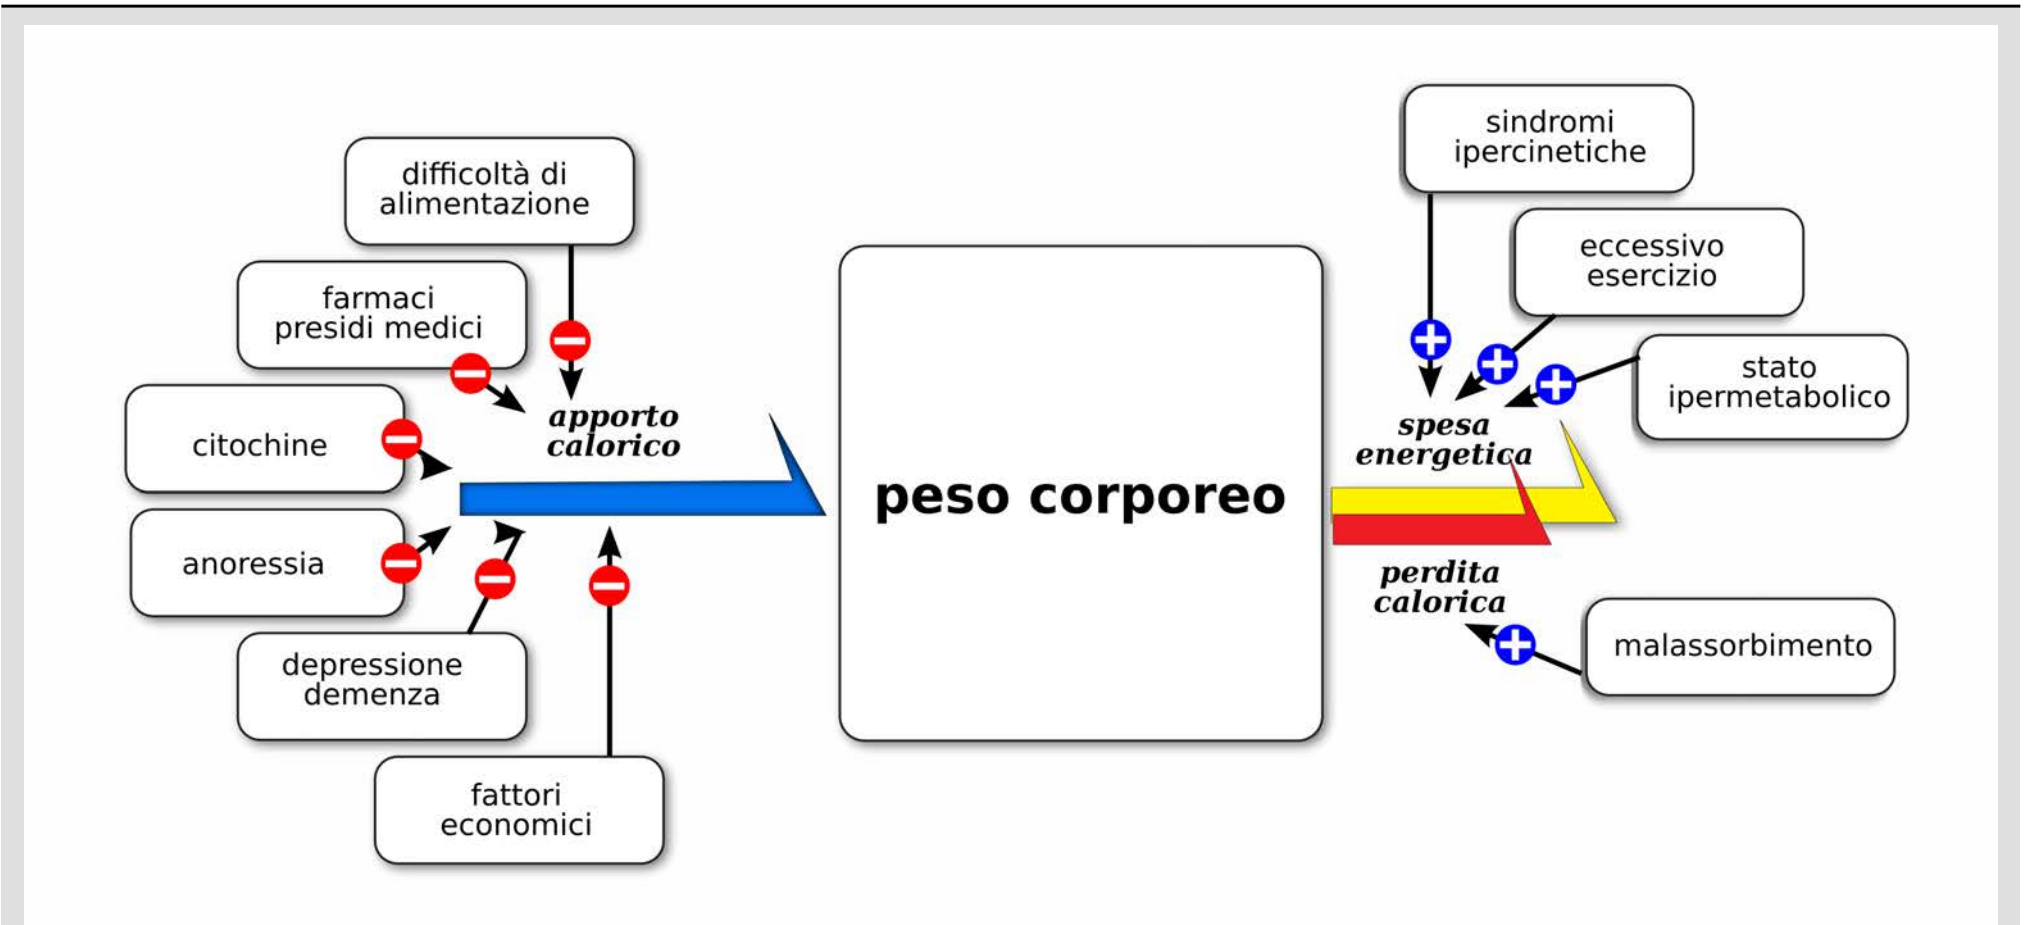 difficoltà di
alimentazione
farmaci
presidi medici
citochine
anoressia
depressione
demenza
fattori
economici
apporto
calorico
peso corporeo
sindromi
ipercinetiche
eccessivo
esercizio
stato
ipermetabolico
spesa
energetica
perdita
calorica
malassorbimento